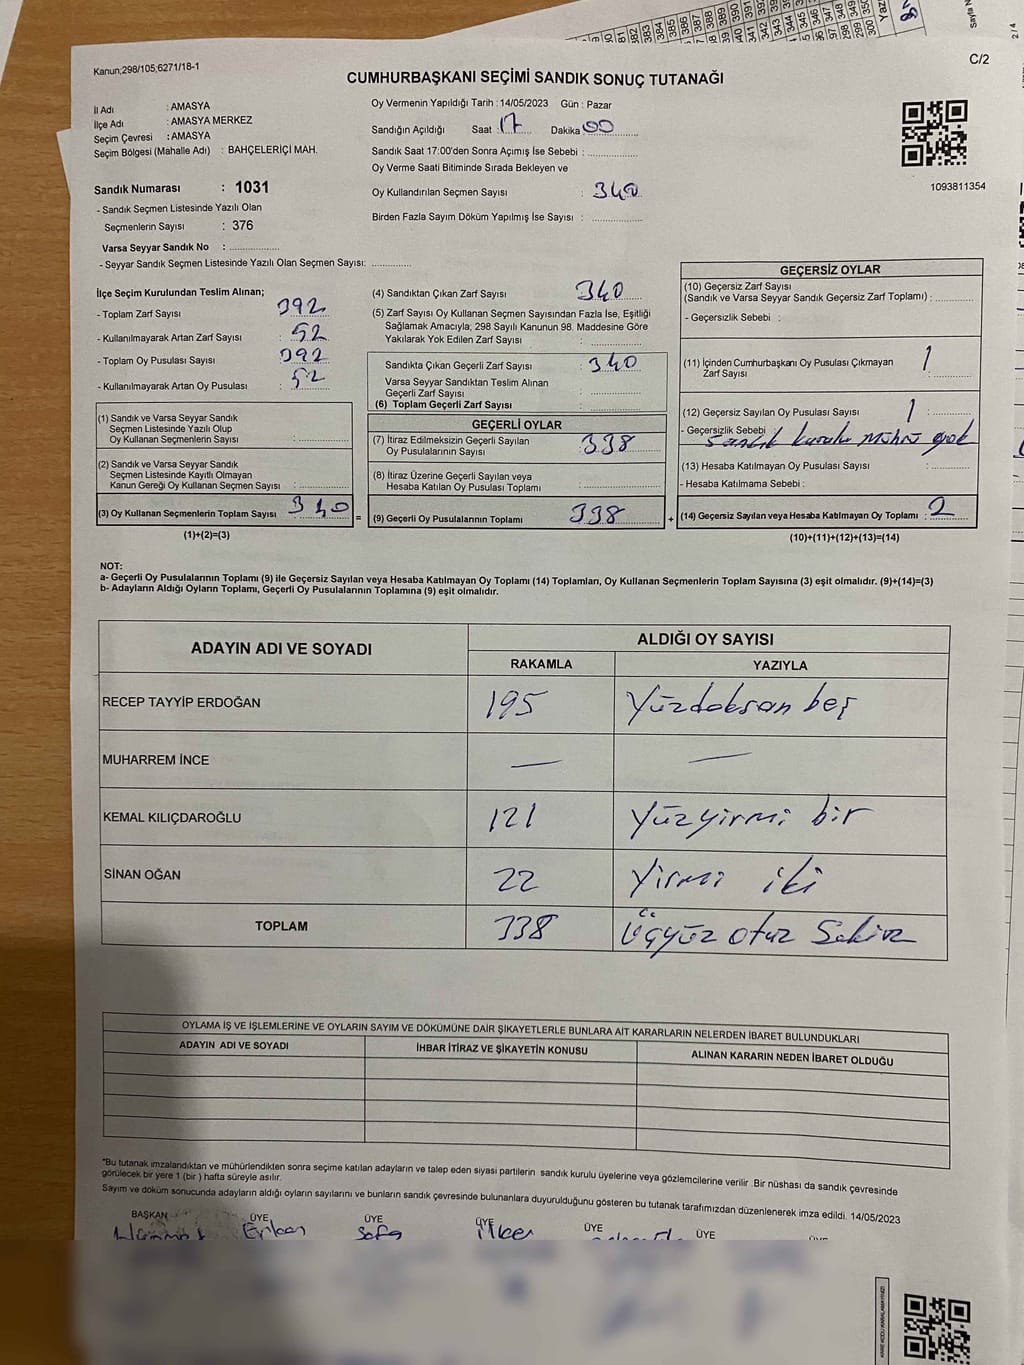 C/2
Kanun;298/105;6271/18-1
CUMHURBAŞKANI SEÇİMİ SANDIK SONUÇ TUTANAĞI
İl Adı : AMASYA
İlçe Adı : AMASYA MERKEZ
Seçim Çevresi : AMASYA
Seçim Bölgesi (Mahalle Adı) : BAHÇELERİÇİ MAH.
Oy Vermenin Yapıldığı Tarih : 14/05/2023 Gün : Pazar
Sandığın Açıldığı Saat 17 Dakika 00
Sandık Saat 17:00'den Sonra Açımış İse Sebebi :
Oy Verme Saati Bitiminde Sırada Bekleyen ve
Oy Kullandırılan Seçmen Sayısı : 340
Birden Fazla Sayım Döküm Yapılmış İse Sayısı :
1093811354
Sandık Numarası : 1031
- Sandık Seçmen Listesinde Yazılı Olan
Seçmenlerin Sayısı : 376
Varsa Seyyar Sandık No :
- Seyyar Sandık Seçmen Listesinde Yazılı Olan Seçmen Sayısı:
İlçe Seçim Kurulundan Teslim Alınan;
- Toplam Zarf Sayısı : 392
- Kullanılmayarak Artan Zarf Sayısı : 52
- Toplam Oy Pusulası Sayısı : 392
- Kullanılmayarak Artan Oy Pusulası : 52
(1) Sandık ve Varsa Seyyar Sandık
Seçmen Listesinde Yazılı Olup
Oy Kullanan Seçmenlerin Sayısı :
(2) Sandık ve Varsa Seyyar Sandık
Seçmen Listesinde Kayıtlı Olmayan
Kanun Gereği Oy Kullanan Seçmen Sayısı :
(3) Oy Kullanan Seçmenlerin Toplam Sayısı : 340 =
(1)+(2)=(3)
(4) Sandıktan Çıkan Zarf Sayısı : 340
(5) Zarf Sayısı Oy Kullanan Seçmen Sayısından Fazla İse, Eşitliği
Sağlamak Amacıyla; 298 Sayılı Kanunun 98. Maddesine Göre
Yakılarak Yok Edilen Zarf Sayısı :
Sandıkta Çıkan Geçerli Zarf Sayısı : 340
Varsa Seyyar Sandıktan Teslim Alınan
Geçerli Zarf Sayısı :
(6) Toplam Geçerli Zarf Sayısı :
GEÇERLİ OYLAR
(7) İtiraz Edilmeksizin Geçerli Sayılan
Oy Pusulalarının Sayısı : 338
(8) İtiraz Üzerine Geçerli Sayılan veya
Hesaba Katılan Oy Pusulası Toplamı :
(9) Geçerli Oy Pusulalarının Toplamı : 338 +
GEÇERSİZ OYLAR
(10) Geçersiz Zarf Sayısı
(Sandık ve Varsa Seyyar Sandık Geçersiz Zarf Toplamı) :
- Geçersizlik Sebebi :
(11) İçinden Cumhurbaşkanı Oy Pusulası Çıkmayan 1
Zarf Sayısı :
(12) Geçersiz Sayılan Oy Pusulası Sayısı 1 :
- Geçersizlik Sebebi : Sandık kurulu mührü yok
(13) Hesaba Katılmayan Oy Pusulası Sayısı :
- Hesaba Katılmama Sebebi :
(14) Geçersiz Sayılan veya Hesaba Katılmayan Oy Toplamı : 2
(10)+(11)+(12)+(13)=(14)
NOT:
a- Geçerli Oy Pusulalarının Toplamı (9) ile Geçersiz Sayılan veya Hesaba Katılmayan Oy Toplamı (14) Toplamları, Oy Kullanan Seçmenlerin Toplam Sayısına (3) eşit olmalıdır. (9)+(14)=(3)
b- Adayların Aldığı Oyların Toplamı, Geçerli Oy Pusulalarının Toplamına (9) eşit olmalıdır.
ADAYIN ADI VE SOYADI ALDIĞI OY SAYISI
RAKAMLA YAZIYLA
RECEP TAYYİP ERDOĞAN 195 Yüzdoksan beş
MUHARREM İNCE — —
KEMAL KILIÇDAROĞLU 121 Yüzyirmi bir
SİNAN OĞAN 22 Yirmi iki
TOPLAM 338 Üçyüz otuz Sekiz
OYLAMA İŞ VE İŞLEMLERİNE VE OYLARIN SAYIM VE DÖKÜMÜNE DAİR ŞİKAYETLERLE BUNLARA AİT KARARLARIN NELERDEN İBARET BULUNDUKLARI
ADAYIN ADI VE SOYADI İHBAR İTİRAZ VE ŞİKAYETİN KONUSU ALINAN KARARIN NEDEN İBARET OLDUĞU
*Bu tutanak imzalandıktan ve mühürlendikten sonra seçime katılan adayların ve talep eden siyasi partilerin sandık kurulu üyelerine veya gözlemcilerine verilir .Bir nüshası da sandık çevresinde
görülecek bir yere 1 (bir ) hafta süreyle asılır.
Sayım ve döküm sonucunda adayların aldığı oyların sayılarını ve bunların sandık çevresinde bulunanlara duyurulduğunu gösteren bu tutanak tarafımızdan düzenlenerek imza edildi. 14/05/2023
BAŞKAN ÜYE ÜYE ÜYE ÜYE ÜYE
Erkan Sefa ilker